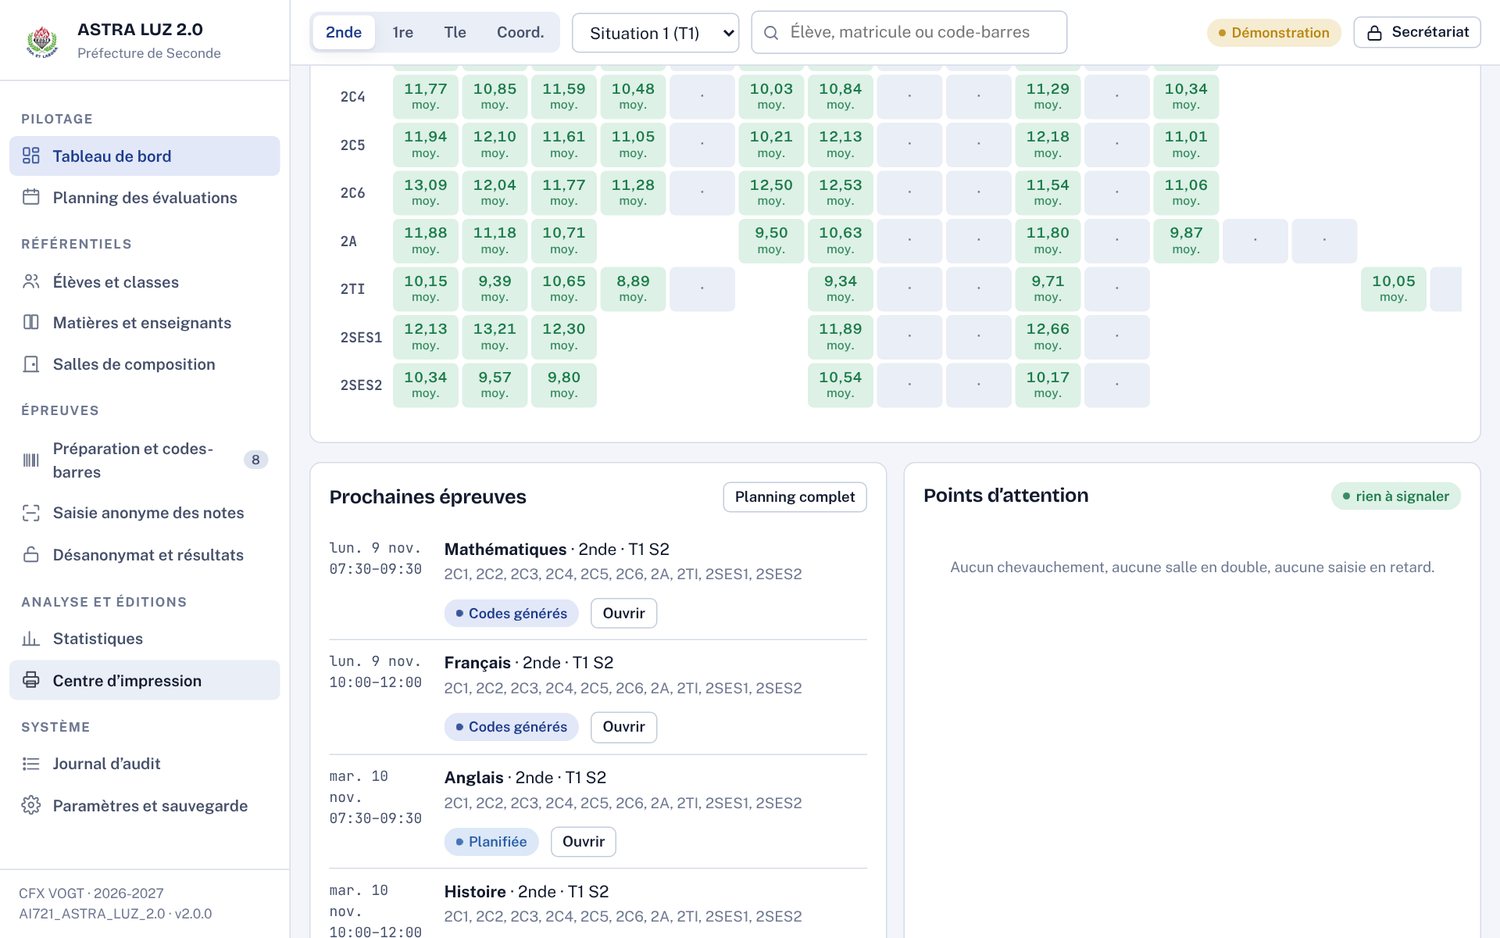 ASTRA LUZ 2.0
Préfecture de Seconde
2nde 1re Tle Coord. Situation 1 (T1) Élève, matricule ou code-barres Démonstration Secrétariat
PILOTAGE
Tableau de bord
Planning des évaluations
RÉFÉRENTIELS
Élèves et classes
Matières et enseignants
Salles de composition
ÉPREUVES
Préparation et codes-
barres
8
Saisie anonyme des notes
Désanonymat et résultats
ANALYSE ET ÉDITIONS
Statistiques
Centre d’impression
SYSTÈME
Journal d’audit
Paramètres et sauvegarde
CFX VOGT · 2026-2027
AI721_ASTRA_LUZ_2.0 · v2.0.0
2C4 11,77 10,85 11,59 10,48 · 10,03 10,84 · · 11,29 · 10,34
moy. moy. moy. moy. moy. moy. moy. moy.
2C5 11,94 12,10 11,61 11,05 · 10,21 12,13 · · 12,18 · 11,01
moy. moy. moy. moy. moy. moy. moy. moy.
2C6 13,09 12,04 11,77 11,28 · 12,50 12,53 · · 11,54 · 11,06
moy. moy. moy. moy. moy. moy. moy. moy.
2A 11,88 11,18 10,71 9,50 10,63 · · 11,80 · 9,87 · ·
moy. moy. moy. moy. moy. moy. moy.
2TI 10,15 9,39 10,65 8,89 · 9,34 · · 9,71 · 10,05
moy. moy. moy. moy. moy. moy. moy.
2SES1 12,13 13,21 12,30 11,89 · · 12,66 ·
moy. moy. moy. moy. moy.
2SES2 10,34 9,57 9,80 10,54 · · 10,17 ·
moy. moy. moy. moy. moy.
Prochaines épreuves
Planning complet
lun. 9 nov.
07:30–09:30
Mathématiques · 2nde · T1 S2
2C1, 2C2, 2C3, 2C4, 2C5, 2C6, 2A, 2TI, 2SES1, 2SES2
Codes générés Ouvrir
lun. 9 nov.
10:00–12:00
Français · 2nde · T1 S2
2C1, 2C2, 2C3, 2C4, 2C5, 2C6, 2A, 2TI, 2SES1, 2SES2
Codes générés Ouvrir
mar. 10
nov.
07:30–09:30
Anglais · 2nde · T1 S2
2C1, 2C2, 2C3, 2C4, 2C5, 2C6, 2A, 2TI, 2SES1, 2SES2
Planifiée Ouvrir
mar. 10
nov.
10:00–12:00
Histoire · 2nde · T1 S2
2C1, 2C2, 2C3, 2C4, 2C5, 2C6, 2A, 2TI, 2SES1, 2SES2
Points d’attention
rien à signaler
Aucun chevauchement, aucune salle en double, aucune saisie en retard.